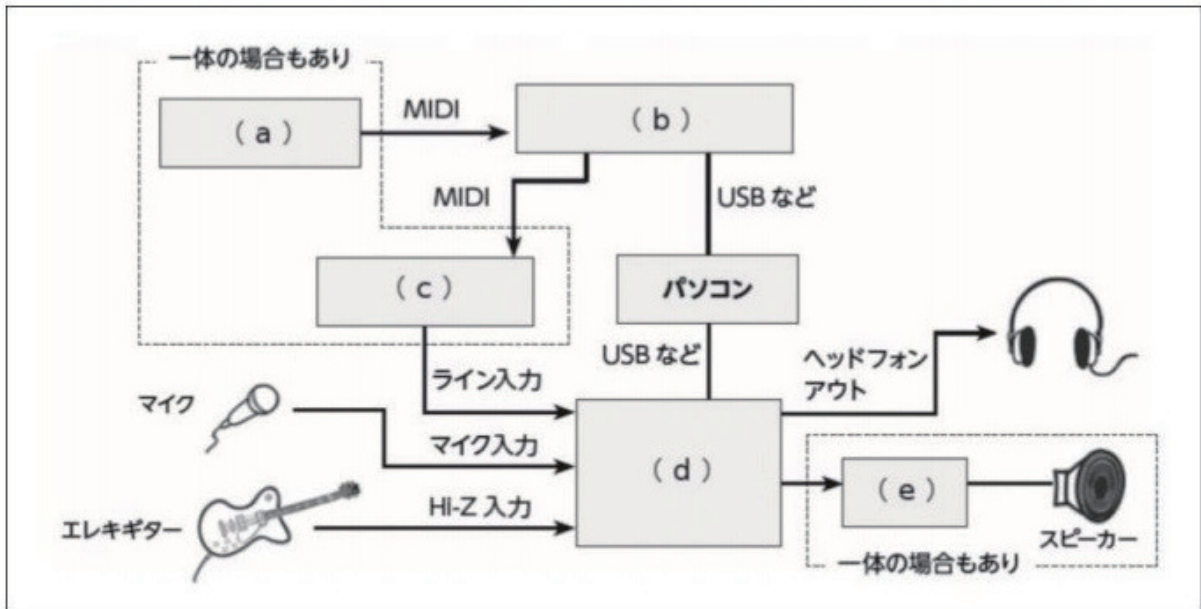 一体の場合もあり
( a )
MIDI
( b )
MIDI
USB など
( c )
パソコン
USB など
ヘッドフォン
アウト
ライン入力
マイク
マイク入力
( d )
( e )
エレキギター
HI-Z 入力
スピーカー
一体の場合もあり